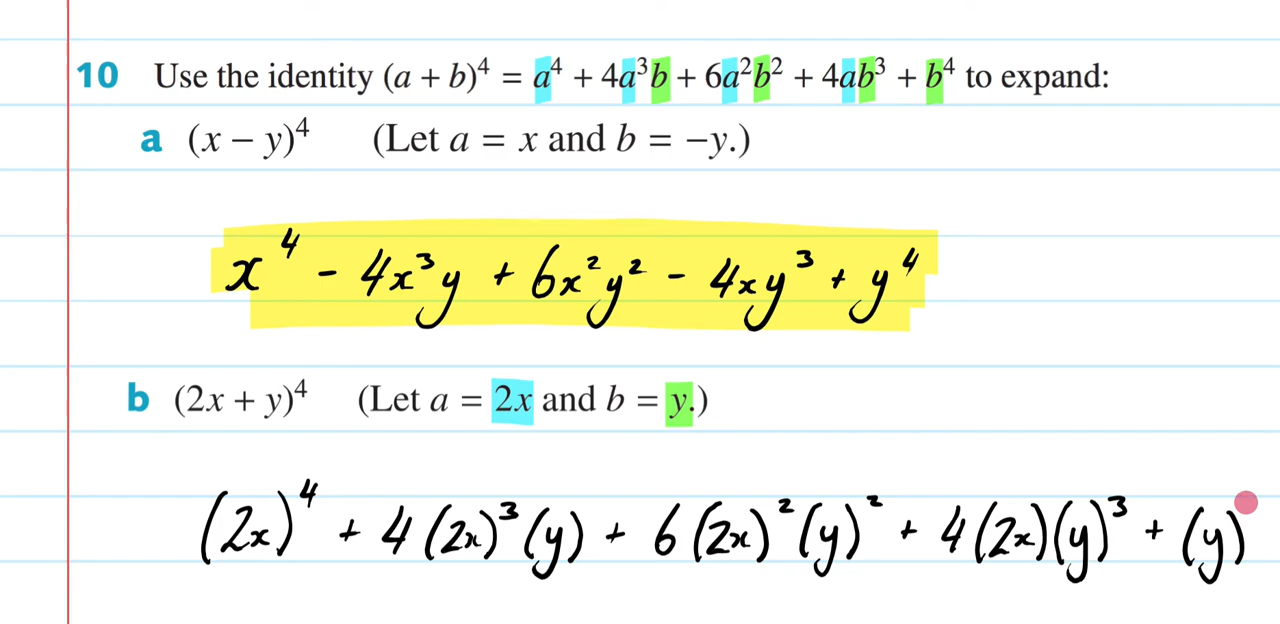 10 Use the identity (a + b)⁴ = a⁴ + 4a³b + 6a²b² + 4ab³ + b⁴ to expand:
a (x − y)⁴ (Let a = x and b = −y.)
x⁴ - 4x³y + 6x²y² - 4xy³ + y⁴
b (2x + y)⁴ (Let a = 2x and b = y.)
(2x)⁴ + 4(2x)³(y) + 6(2x)²(y)² + 4(2x)(y)³ + (y)